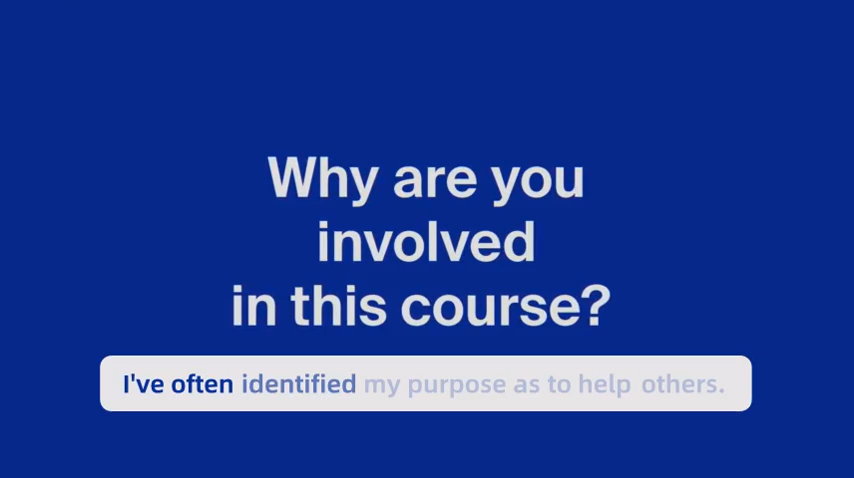 Why are you
involved
in this course?
I've often identified my purpose as to help others.